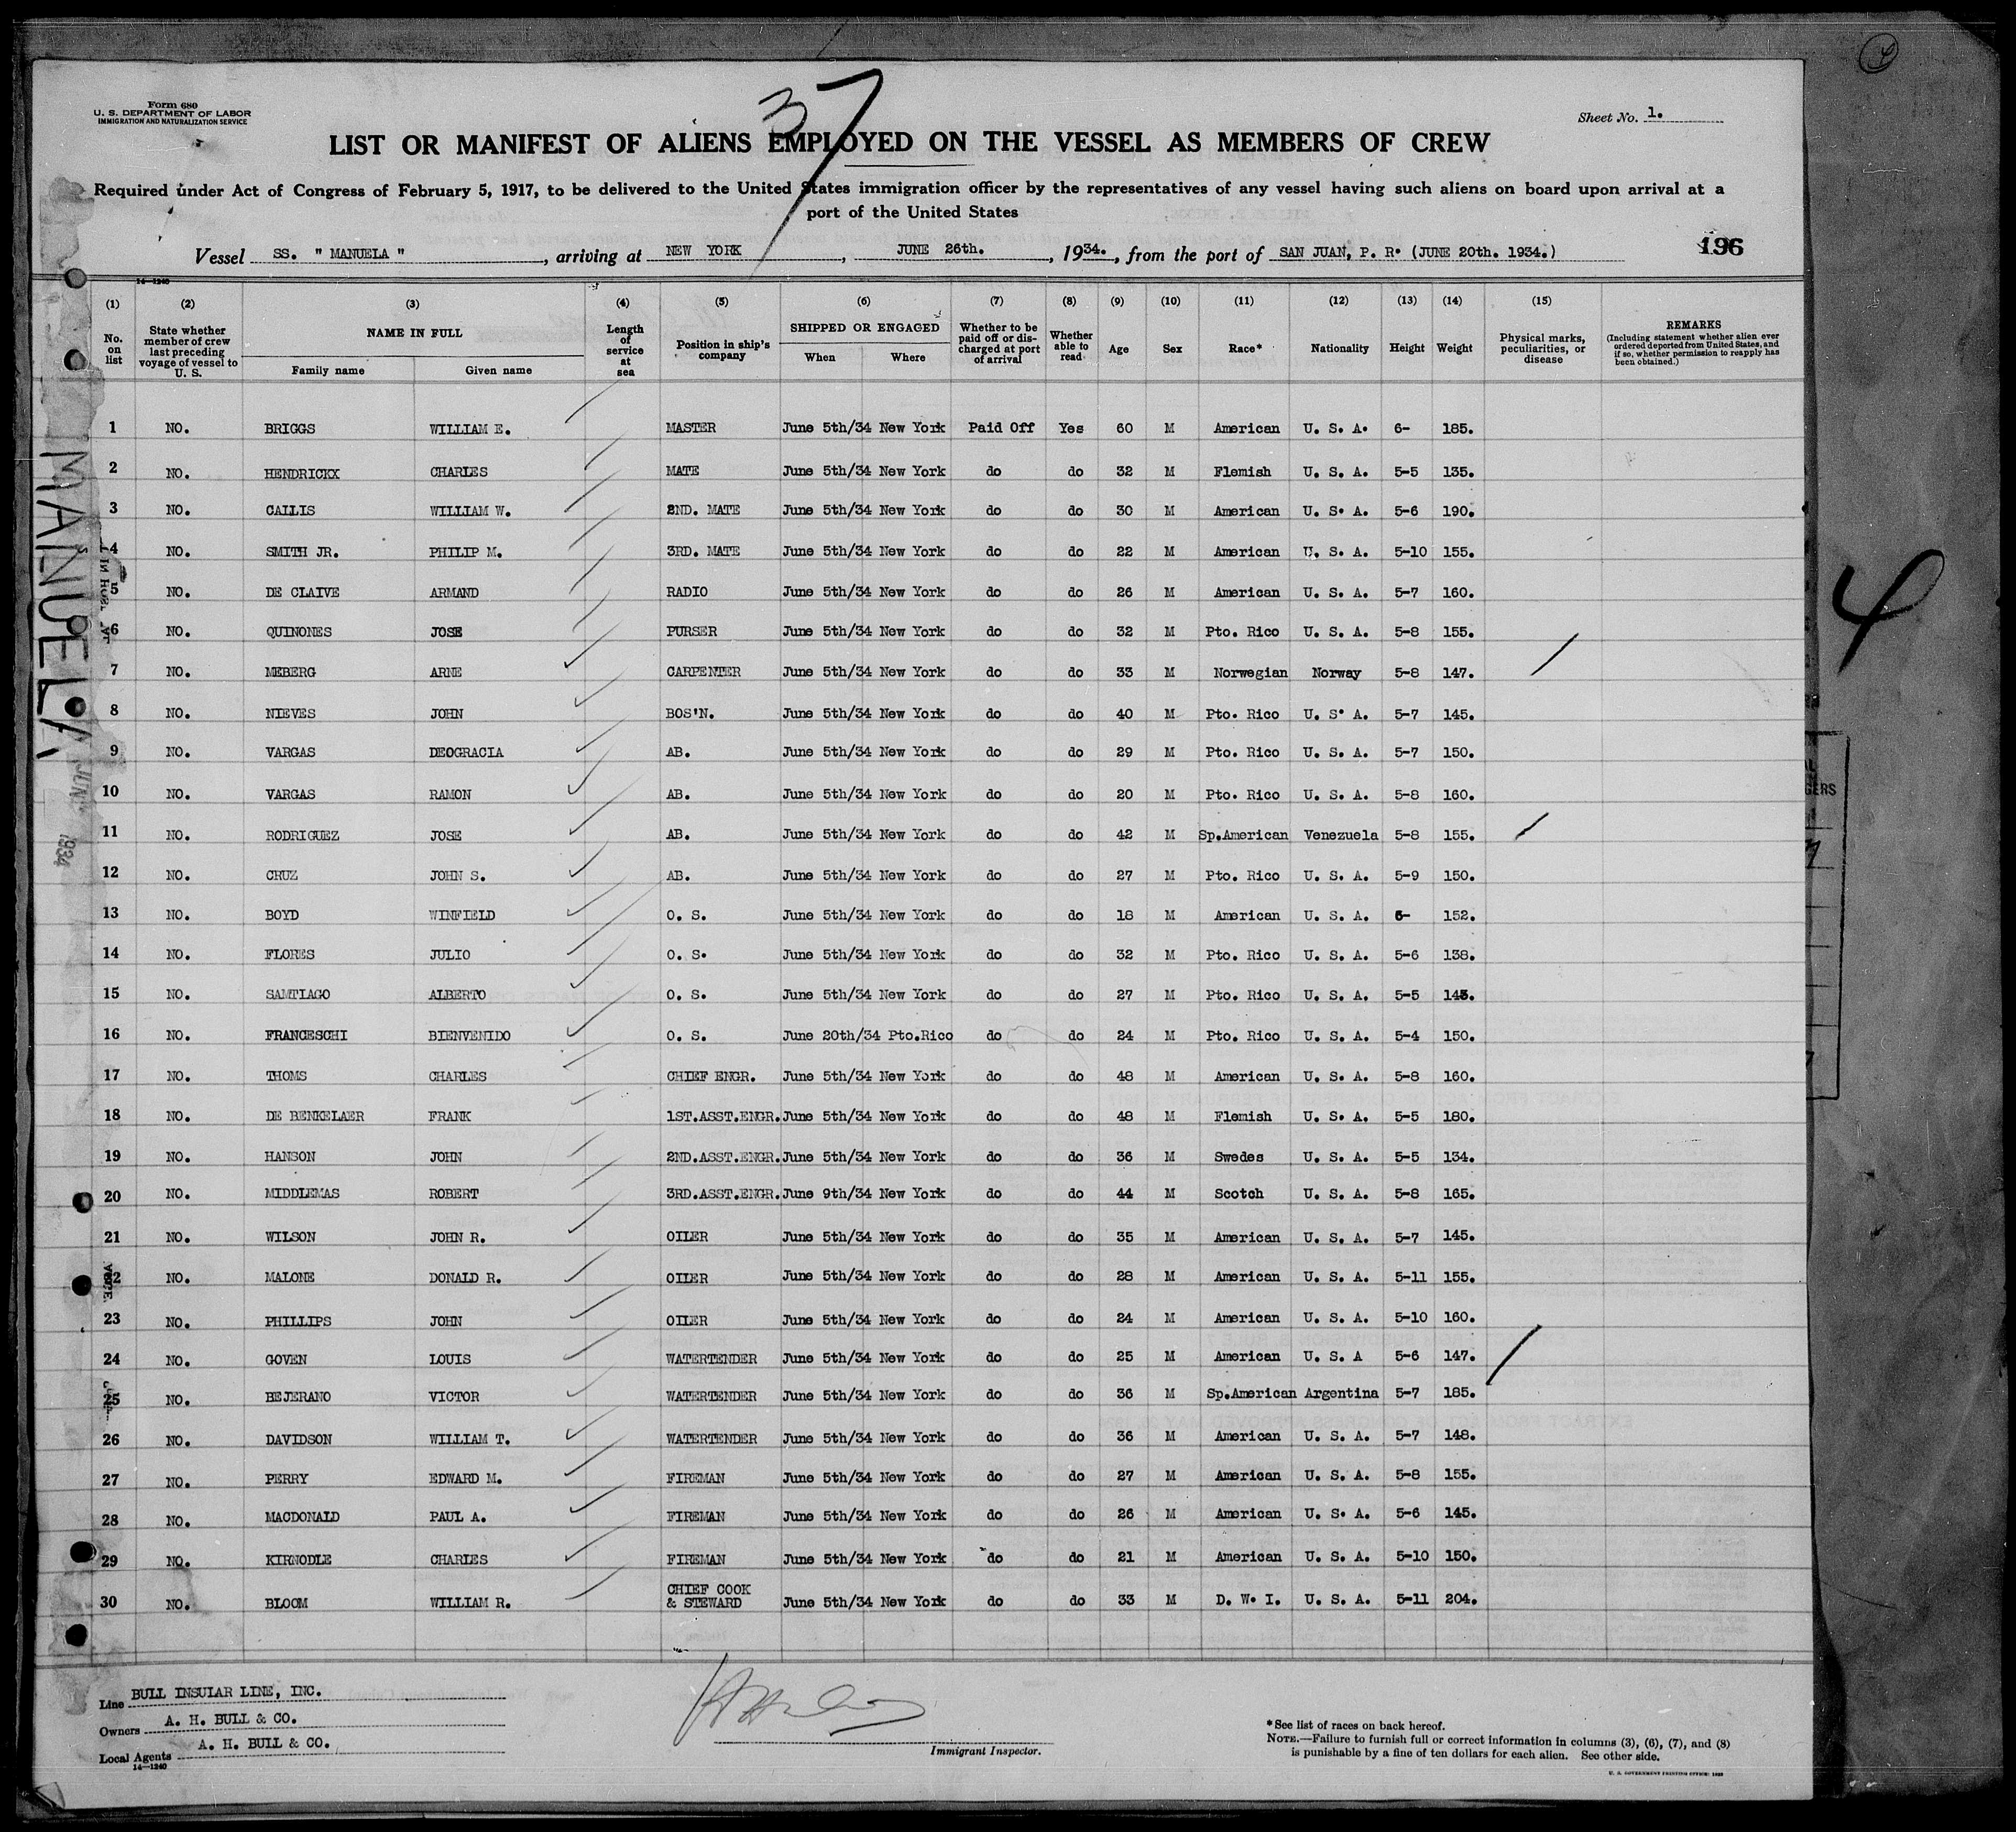 Form 680
U. S. DEPARTMENT OF LABOR
IMMIGRATION AND NATURALIZATION SERVICE
37
Sheet No. 1.
LIST OR MANIFEST OF ALIENS EMPLOYED ON THE VESSEL AS MEMBERS OF CREW
Required under Act of Congress of February 5, 1917, to be delivered to the United States immigration officer by the representatives of any vessel having such aliens on board upon arrival at a
port of the United States
Vessel SS. " MANUELA ", arriving at NEW YORK, JUNE 26th., 1934., from the port of SAN JUAN, P. R. (JUNE 20th. 1934.) 196
14-1240
(1) No. on list
(2) State whether member of crew last preceding voyage of vessel to U. S.
(3) NAME IN FULL Family name Given name
(4) Length of service at sea
(5) Position in ship's company
(6) SHIPPED OR ENGAGED When Where
(7) Whether to be paid off or discharged at port of arrival
(8) Whether able to read
(9) Age
(10) Sex
(11) Race*
(12) Nationality
(13) Height
(14) Weight
(15) Physical marks, peculiarities, or disease
REMARKS (Including statement whether alien ever ordered deported from United States, and if so, whether permission to reapply has been obtained.)
1 NO. BRIGGS WILLIAM E. MASTER June 5th/34 New York Paid Off Yes 60 M American U. S. A. 6- 185.
2 NO. HENDRICKX CHARLES MATE June 5th/34 New York do do 32 M Flemish U. S. A. 5-5 135.
3 NO. CALLIS WILLIAM W. 2ND. MATE June 5th/34 New York do do 30 M American U. S. A. 5-6 190.
4 NO. SMITH JR. PHILIP M. 3RD. MATE June 5th/34 New York do do 22 M American U. S. A. 5-10 155.
5 NO. DE CLAIVE ARMAND RADIO June 5th/34 New York do do 26 M American U. S. A. 5-7 160.
6 NO. QUINONES JOSE PURSER June 5th/34 New York do do 32 M Pto. Rico U. S. A. 5-8 155.
7 NO. MEBERG ARNE CARPENTER June 5th/34 New York do do 33 M Norwegian Norway 5-8 147.
8 NO. NIEVES JOHN BOS'N. June 5th/34 New York do do 40 M Pto. Rico U. S. A. 5-7 145.
9 NO. VARGAS DEOGRACIA AB. June 5th/34 New York do do 29 M Pto. Rico U. S. A. 5-7 150.
10 NO. VARGAS RAMON AB. June 5th/34 New York do do 20 M Pto. Rico U. S. A. 5-8 160.
11 NO. RODRIGUEZ JOSE AB. June 5th/34 New York do do 42 M Sp.American Venezuela 5-8 155.
12 NO. CRUZ JOHN S. AB. June 5th/34 New York do do 27 M Pto. Rico U. S. A. 5-9 150.
13 NO. BOYD WINFIELD O. S. June 5th/34 New York do do 18 M American U. S. A. 6- 152.
14 NO. FLORES JULIO O. S. June 5th/34 New York do do 32 M Pto. Rico U. S. A. 5-6 138.
15 NO. SANTIAGO ALBERTO O. S. June 5th/34 New York do do 27 M Pto. Rico U. S. A. 5-5
16 NO. FRANCESCHI BIENVENIDO O. S. June 20th/34 Pto.Rico do do 24 M Pto. Rico U. S. A. 5-4 150.
17 NO. THOMS CHARLES CHIEF ENGR. June 5th/34 New York do do 48 M American U. S. A. 5-8 160.
18 NO. DE BENKELAER FRANK 1ST.ASST.ENGR. June 5th/34 New York do do 48 M Flemish U. S. A. 5-5 180.
19 NO. HANSON JOHN 2ND.ASST.ENGR. June 5th/34 New York do do 36 M Swedes U. S. A. 5-5 134.
20 NO. MIDDLEMAS ROBERT 3RD.ASST.ENGR. June 9th/34 New York do do 44 M Scotch U. S. A. 5-8 165.
21 NO. WILSON JOHN R. OILER June 5th/34 New York do do 35 M American U. S. A. 5-7 145.
22 NO. MALONE DONALD R. OILER June 5th/34 New York do do 28 M American U. S. A. 5-11 155.
23 NO. PHILLIPS JOHN OILER June 5th/34 New York do do 24 M American U. S. A. 5-10 160.
24 NO. GOVEN LOUIS WATERTENDER June 5th/34 New York do do 25 M American U. S. A 5-6 147.
25 NO. BEJERANO VICTOR WATERTENDER June 5th/34 New York do do 36 M Sp.American Argentina 5-7 185.
26 NO. DAVIDSON WILLIAM T. WATERTENDER June 5th/34 New York do do 36 M American U. S. A. 5-7 148.
27 NO. PERRY EDWARD M. FIREMAN June 5th/34 New York do do 27 M American U. S. A. 5-8 155.
28 NO. MACDONALD PAUL A. FIREMAN June 5th/34 New York do do 26 M American U. S. A. 5-6 145.
29 NO. KIRNODLE CHARLES FIREMAN June 5th/34 New York do do 21 M American U. S. A. 5-10 150.
30 NO. BLOOM WILLIAM R. CHIEF COOK & STEWARD June 5th/34 New York do do 33 M D. W. I. U. S. A. 5-11 204.
MANUELA
JUN 1934
4
Line BULL INSULAR LINE, INC.
Owners A. H. BULL & CO.
Local Agents A. H. BULL & CO.
14-1240
Immigrant Inspector.
*See list of races on back hereof.
NOTE.—Failure to furnish full or correct information in columns (3), (6), (7), and (8)
is punishable by a fine of ten dollars for each alien. See other side.